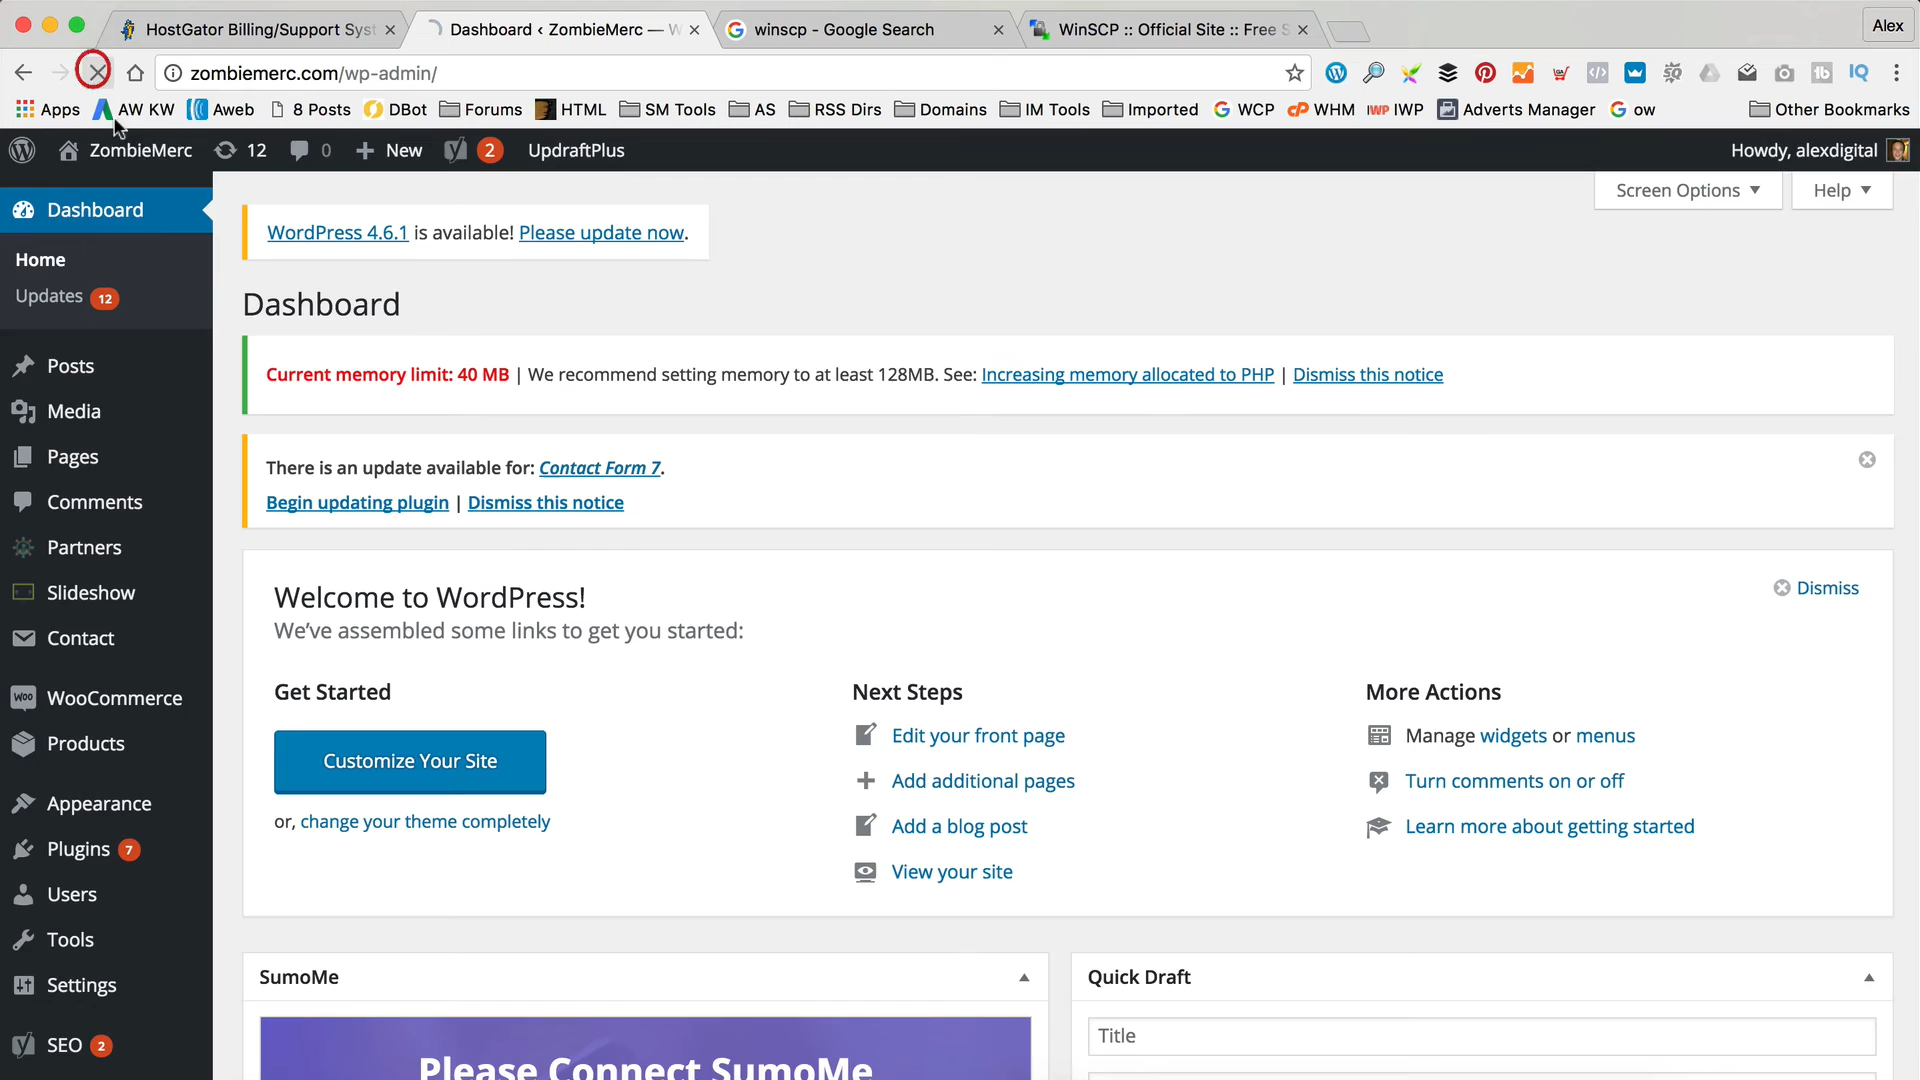 HostGator Billing/Support Syst
Dashboard ‹ ZombieMerc — W
winscp - Google Search
WinSCP :: Official Site :: Free S
Alex
zombiemerc.com/wp-admin/
Apps
AW KW
Aweb
8 Posts
DBot
Forums
HTML
SM Tools
AS
RSS Dirs
Domains
IM Tools
Imported
WCP
WHM
IWP
Adverts Manager
ow
Other Bookmarks
ZombieMerc
12
0
New
2
UpdraftPlus
Howdy, alexdigital
Screen Options
Help
Dashboard
Home
Updates 12
Posts
Media
Pages
Comments
Partners
Slideshow
Contact
WooCommerce
Products
Appearance
Plugins 7
Users
Tools
Settings
SEO 2
WordPress 4.6.1 is available! Please update now.
Dashboard
Current memory limit: 40 MB | We recommend setting memory to at least 128MB. See: Increasing memory allocated to PHP | Dismiss this notice
There is an update available for: Contact Form 7.
Begin updating plugin | Dismiss this notice
Welcome to WordPress!
We've assembled some links to get you started:
Dismiss
Get Started
Customize Your Site
or, change your theme completely
Next Steps
Edit your front page
Add additional pages
Add a blog post
View your site
More Actions
Manage widgets or menus
Turn comments on or off
Learn more about getting started
SumoMe
Please Connect SumoMe
Quick Draft
Title